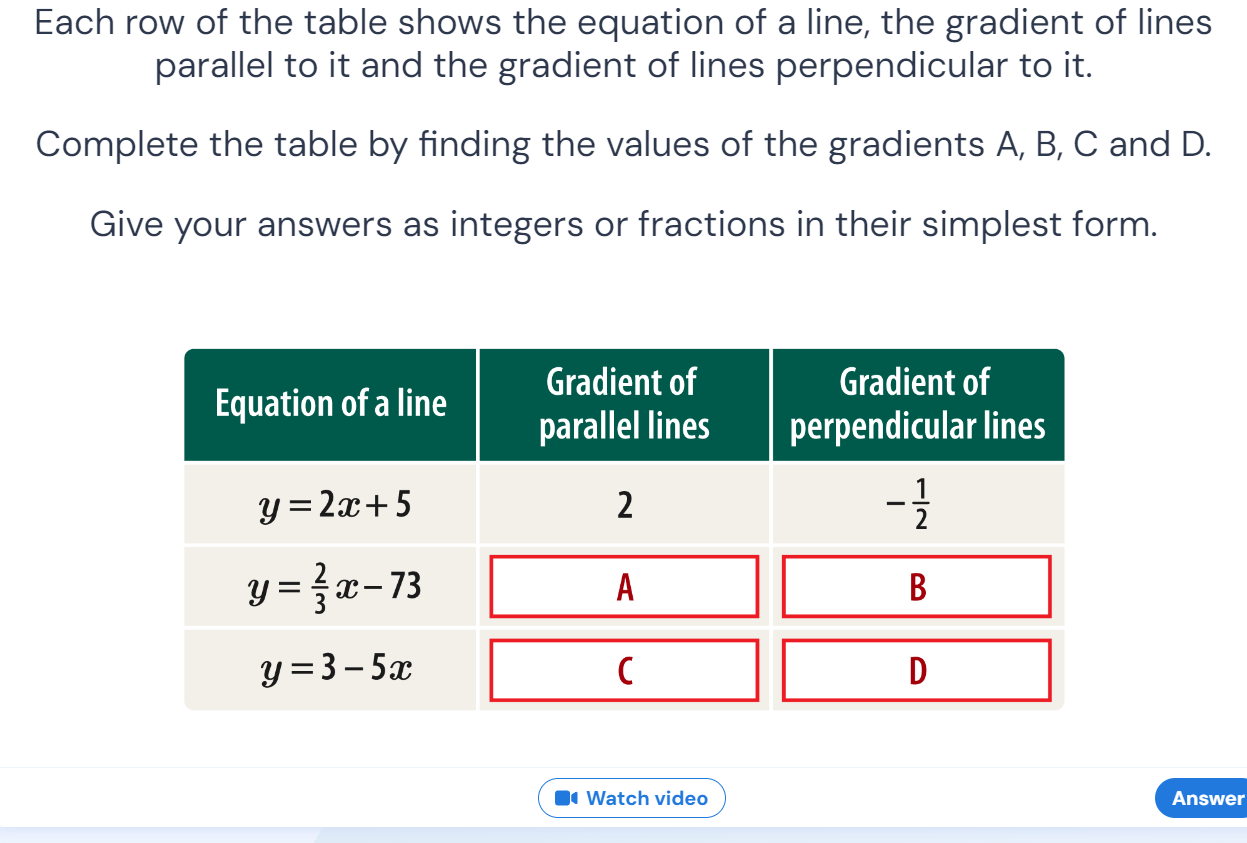 Each row of the table shows the equation of a line, the gradient of lines
parallel to it and the gradient of lines perpendicular to it.
Complete the table by finding the values of the gradients A, B, C and D.
Give your answers as integers or fractions in their simplest form.
Equation of a line | Gradient of parallel lines | Gradient of perpendicular lines
y = 2x + 5 | 2 | −1/2
y = 2/3 x − 73 | A | B
y = 3 − 5x | C | D
Watch video
Answer